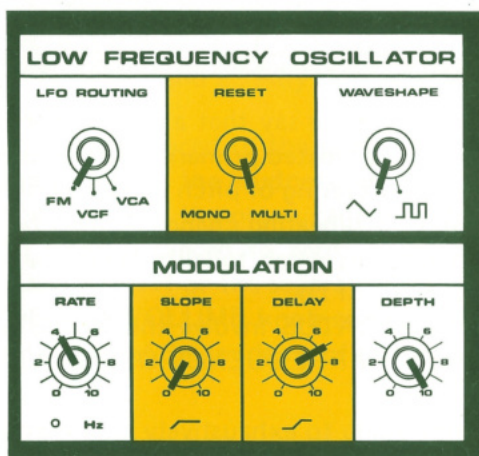 LOW FREQUENCY OSCILLATOR
LFO ROUTING
FM
VCF
VCA
RESET
MONO MULTI
WAVESHAPE
MODULATION
RATE
4 6
2 8
0 10
O Hz
SLOPE
4 6
2 8
0 10
DELAY
4 6
2 8
0 10
DEPTH
4 6
2 8
0 10